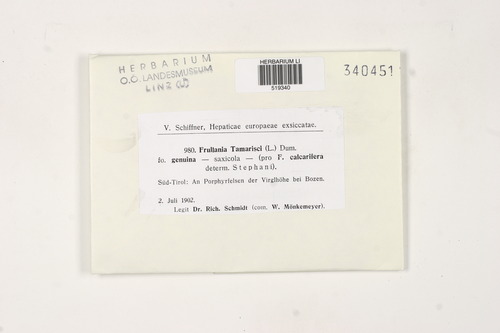 HERBARIUM
O.Ö. LANDESMUSEUM
LINZ
HERBARIUM LI
519340
340451
V. Schiffner, Hepaticae europaeae exsiccatae.
980. Frullania Tamarisci (L.) Dum.
fo. genuina — saxicola — (pro F. calcarifera
determ. Stephani).
Süd-Tirol: An Porphyrfelsen der Virglhöhe bei Bozen.
2. Juli 1902.
Legit Dr. Rich. Schmidt (com. W. Mönkemeyer).